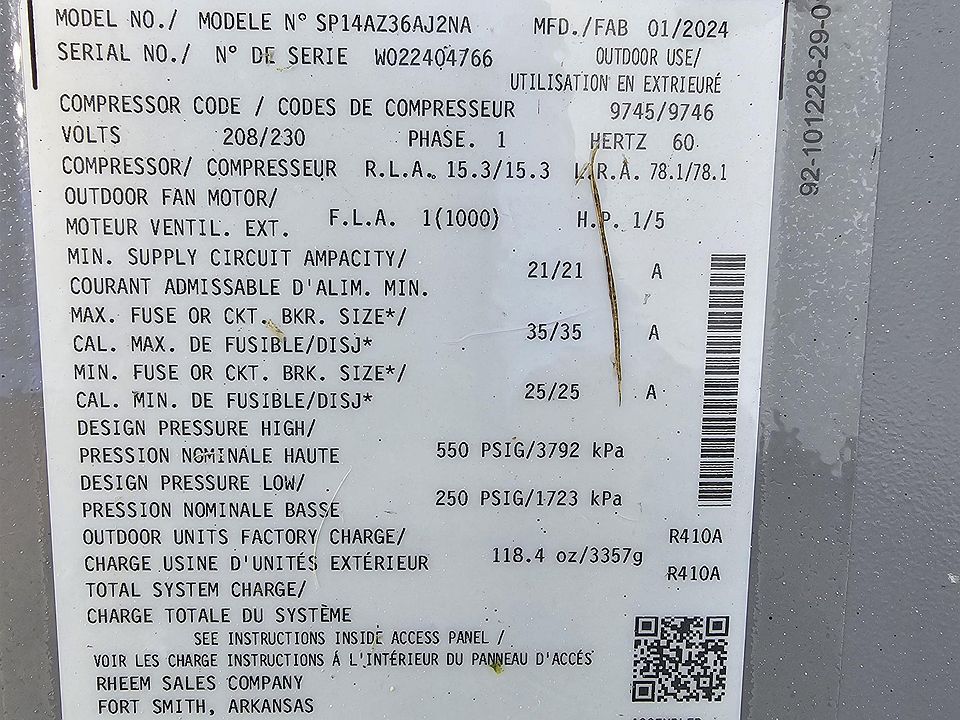 MODEL NO./ MODELE N° SP14AZ36AJ2NA MFD./FAB 01/2024
SERIAL NO./ N° DE SERIE W022404766 OUTDOOR USE/
UTILISATION EN EXTRIEURÉ
COMPRESSOR CODE / CODES DE COMPRESSEUR 9745/9746
VOLTS 208/230 PHASE. 1 HERTZ 60
COMPRESSOR/ COMPRESSEUR R.L.A. 15.3/15.3 L.R.A. 78.1/78.1
OUTDOOR FAN MOTOR/
MOTEUR VENTIL. EXT. F.L.A. 1(1000) H.P. 1/5
MIN. SUPPLY CIRCUIT AMPACITY/
COURANT ADMISSABLE D'ALIM. MIN. 21/21 A
MAX. FUSE OR CKT. BKR. SIZE*/
CAL. MAX. DE FUSIBLE/DISJ* 35/35 A
MIN. FUSE OR CKT. BRK. SIZE*/
CAL. MIN. DE FUSIBLE/DISJ* 25/25 A
DESIGN PRESSURE HIGH/
PRESSION NOMINALE HAUTE 550 PSIG/3792 kPa
DESIGN PRESSURE LOW/
PRESSION NOMINALE BASSE 250 PSIG/1723 kPa
OUTDOOR UNITS FACTORY CHARGE/ R410A
CHARGE USINE D'UNITÉS EXTÉRIEUR 118.4 oz/3357g
TOTAL SYSTEM CHARGE/ R410A
CHARGE TOTALE DU SYSTÈME
SEE INSTRUCTIONS INSIDE ACCESS PANEL /
VOIR LES CHARGE INSTRUCTIONS Á L'INTÉRIEUR DU PANNEAU D'ACCÉS
RHEEM SALES COMPANY
FORT SMITH, ARKANSAS
92-101228-29-0